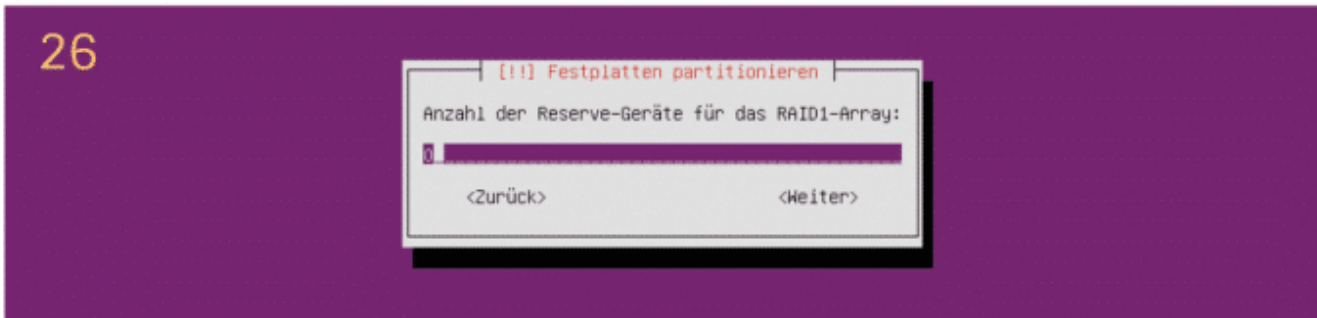 26
[!!] Festplatten partitionieren
Anzahl der Reserve-Geräte für das RAID1-Array:
0
<Zurück> <Weiter>